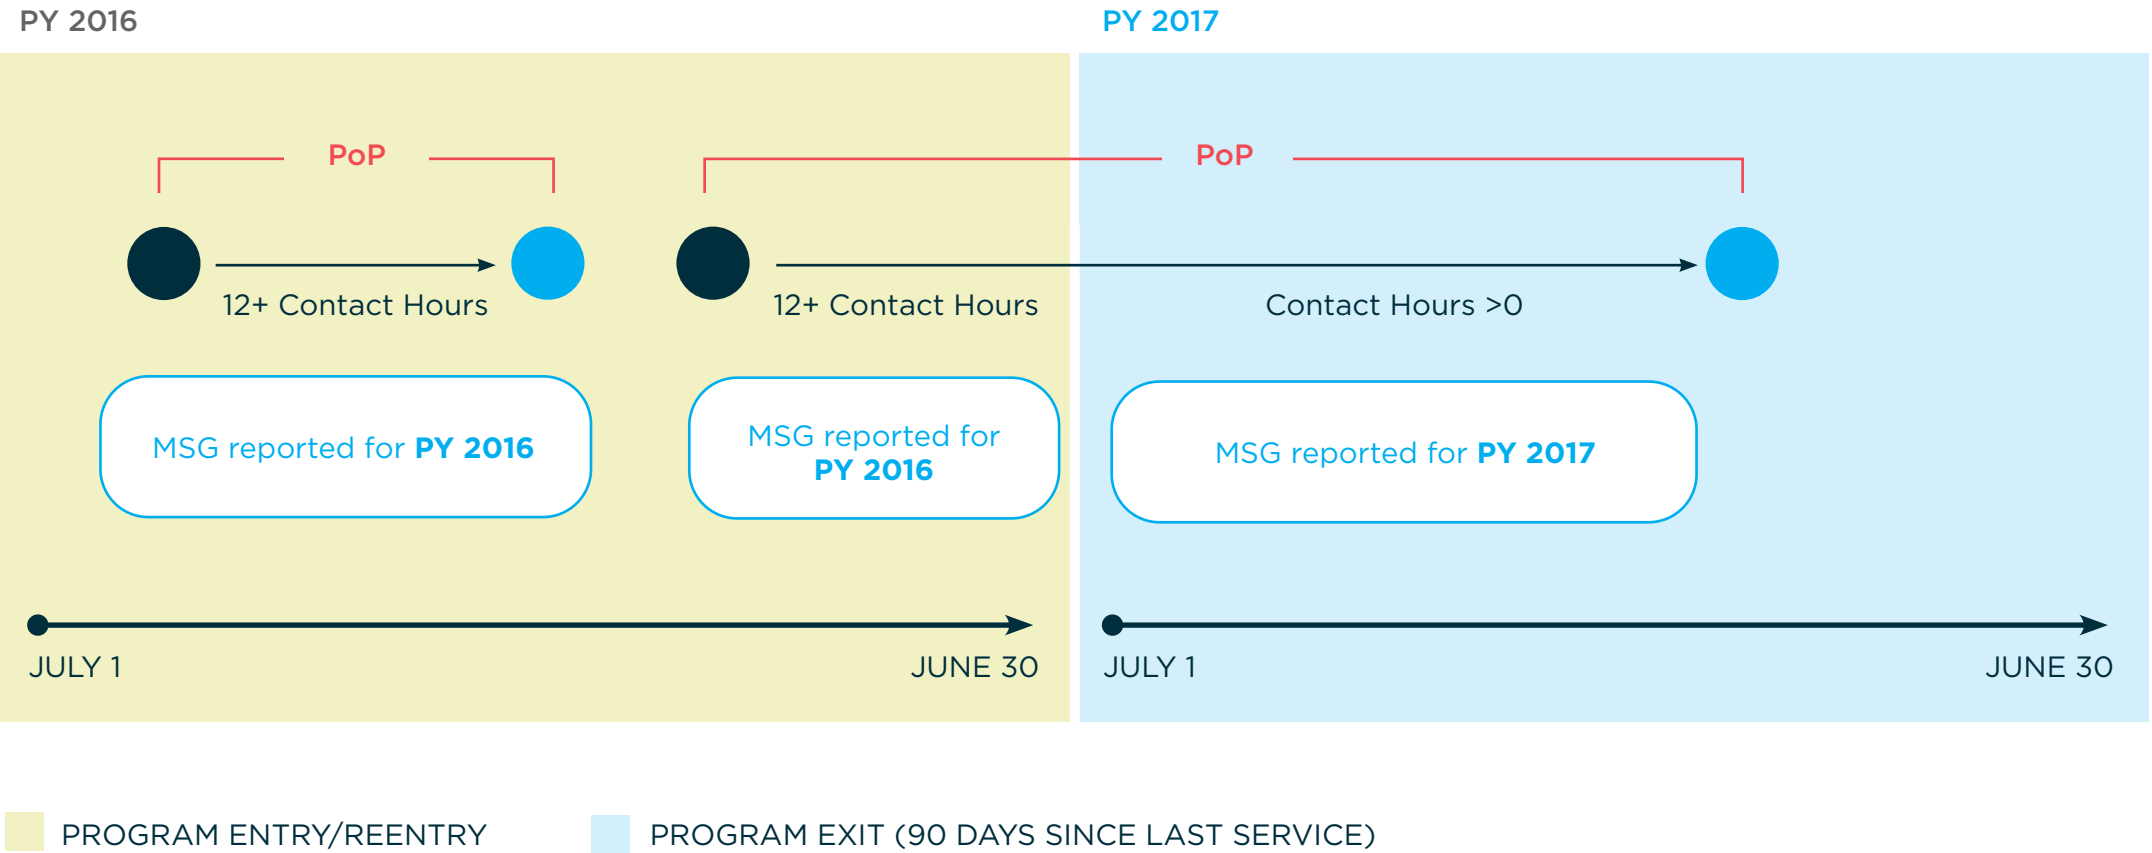 PY 2016
PY 2017
PoP
PoP
12+ Contact Hours
12+ Contact Hours
Contact Hours >0
MSG reported for PY 2016
MSG reported for
PY 2016
MSG reported for PY 2017
JULY 1
JUNE 30
JULY 1
JUNE 30
PROGRAM ENTRY/REENTRY
PROGRAM EXIT (90 DAYS SINCE LAST SERVICE)